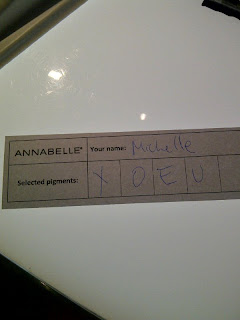 ANNABELLE® Your name: Michelle
Selected pigments: X O E U